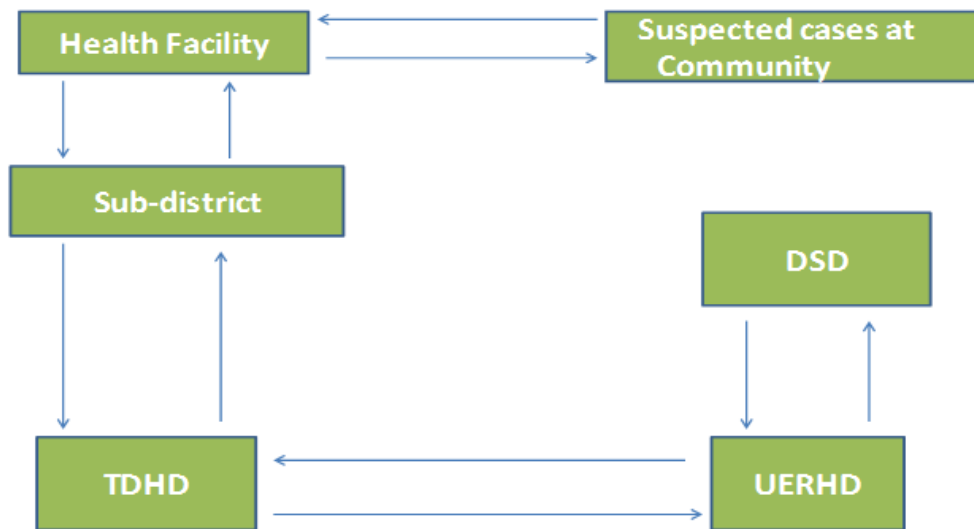 Health Facility
Suspected cases at
Community
Sub-district
DSD
TDHD
UERHD